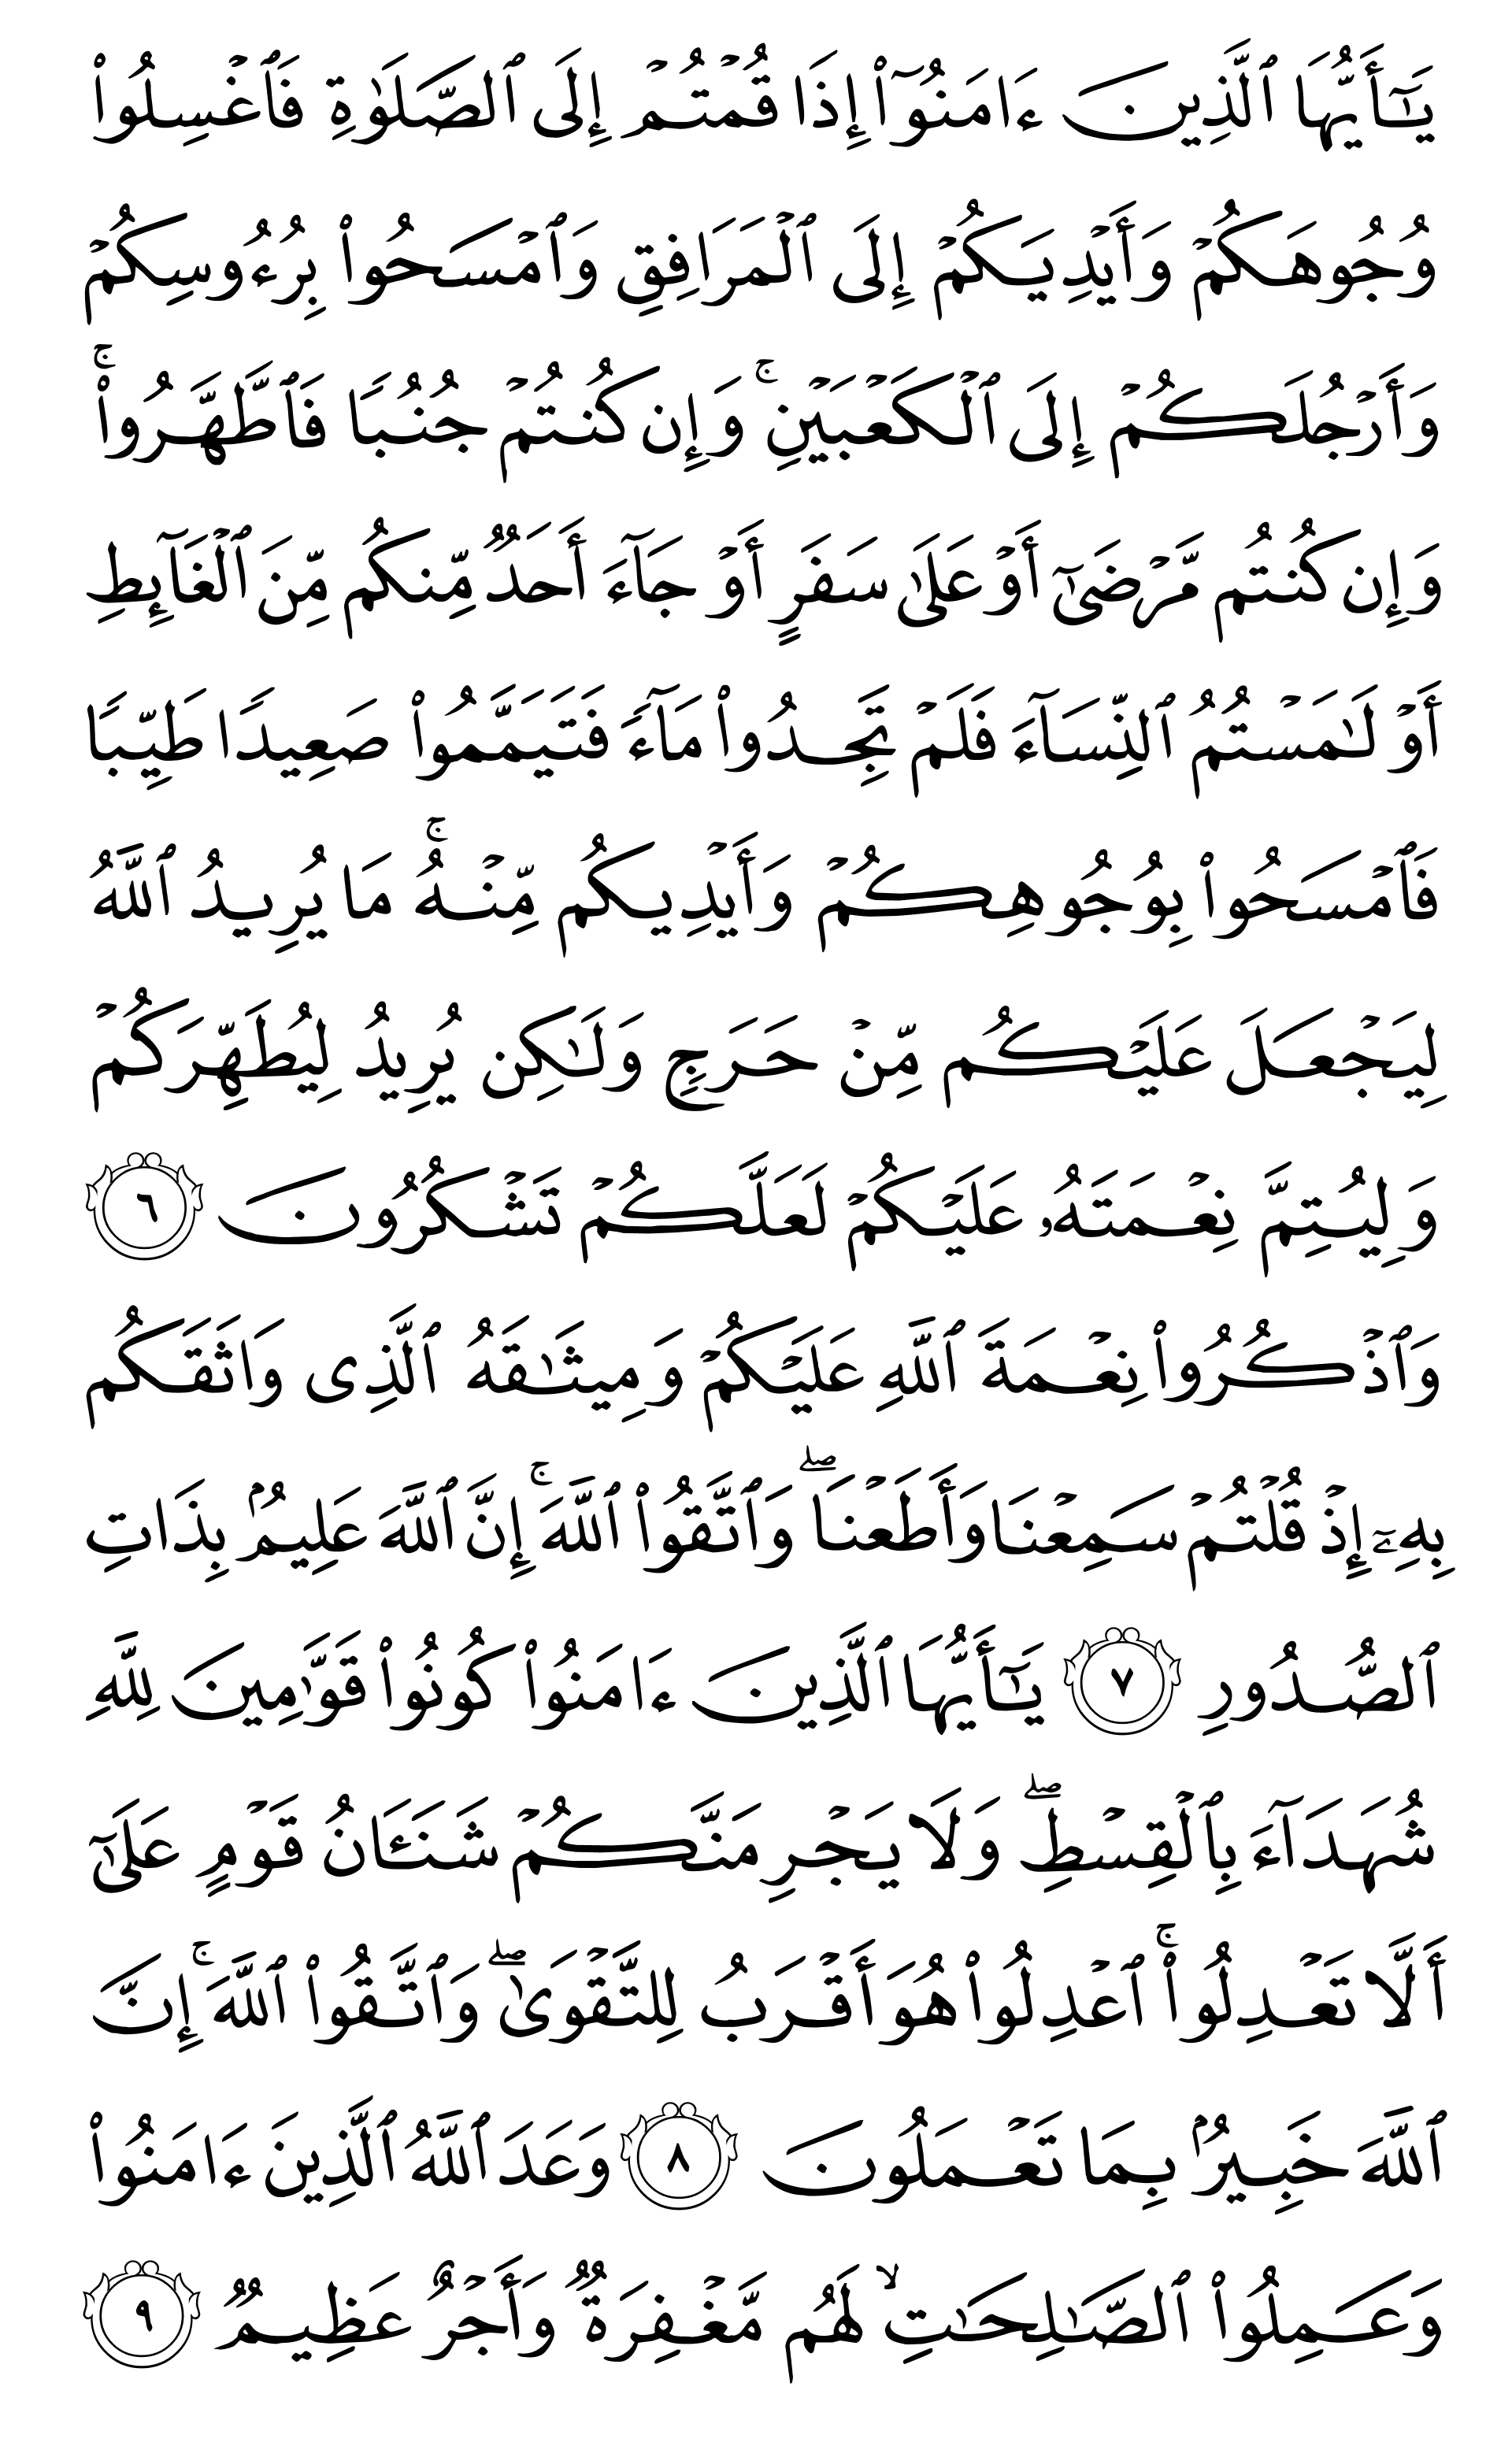 يَٰٓأَيُّهَا ٱلَّذِينَ ءَامَنُوٓا۟ إِذَا قُمۡتُمۡ إِلَى ٱلصَّلَوٰةِ فَٱغۡسِلُوا۟
وُجُوهَكُمۡ وَأَيۡدِيَكُمۡ إِلَى ٱلۡمَرَافِقِ وَٱمۡسَحُوا۟ بِرُءُوسِكُمۡ
وَأَرۡجُلَكُمۡ إِلَى ٱلۡكَعۡبَيۡنِۚ وَإِن كُنتُمۡ جُنُبًا فَٱطَّهَّرُوا۟ۚ
وَإِن كُنتُم مَّرۡضَىٰٓ أَوۡ عَلَىٰ سَفَرٍ أَوۡ جَآءَ أَحَدٌ مِّنكُم مِّنَ ٱلۡغَآئِطِ
أَوۡ لَٰمَسۡتُمُ ٱلنِّسَآءَ فَلَمۡ تَجِدُوا۟ مَآءً فَتَيَمَّمُوا۟ صَعِيدًا طَيِّبًا
فَٱمۡسَحُوا۟ بِوُجُوهِكُمۡ وَأَيۡدِيكُم مِّنۡهُۚ مَا يُرِيدُ ٱللَّهُ
لِيَجۡعَلَ عَلَيۡكُم مِّنۡ حَرَجٍ وَلَٰكِن يُرِيدُ لِيُطَهِّرَكُمۡ
وَلِيُتِمَّ نِعۡمَتَهُۥ عَلَيۡكُمۡ لَعَلَّكُمۡ تَشۡكُرُونَ ٦
وَٱذۡكُرُوا۟ نِعۡمَةَ ٱللَّهِ عَلَيۡكُمۡ وَمِيثَٰقَهُ ٱلَّذِى وَاثَقَكُم
بِهِۦٓ إِذۡ قُلۡتُمۡ سَمِعۡنَا وَأَطَعۡنَاۖ وَٱتَّقُوا۟ ٱللَّهَۚ إِنَّ ٱللَّهَ عَلِيمُۢ بِذَاتِ
ٱلصُّدُورِ ٧ يَٰٓأَيُّهَا ٱلَّذِينَ ءَامَنُوا۟ كُونُوا۟ قَوَّٰمِينَ لِلَّهِ
شُهَدَآءَ بِٱلۡقِسۡطِۖ وَلَا يَجۡرِمَنَّكُمۡ شَنَـَٔانُ قَوۡمٍ عَلَىٰٓ
أَلَّا تَعۡدِلُوا۟ۚ ٱعۡدِلُوا۟ هُوَ أَقۡرَبُ لِلتَّقۡوَىٰۖ وَٱتَّقُوا۟ ٱللَّهَۚ إِنَّ
ٱللَّهَ خَبِيرُۢ بِمَا تَعۡمَلُونَ ٨ وَعَدَ ٱللَّهُ ٱلَّذِينَ ءَامَنُوا۟
وَعَمِلُوا۟ ٱلصَّٰلِحَٰتِۙ لَهُم مَّغۡفِرَةٌ وَأَجۡرٌ عَظِيمٌ ٩